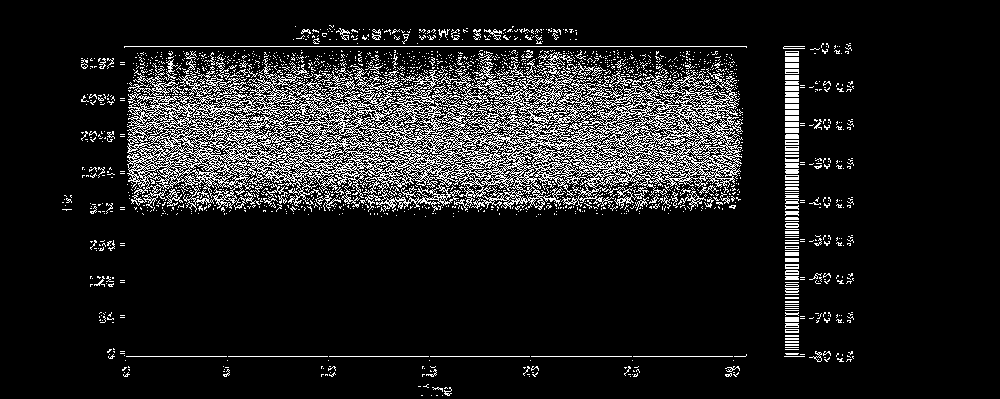 Log-frequency power spectrogram
8192
4096
2048
1024
512
256
128
64
0
Hz
0
5
10
15
20
25
30
Time
-10 dB
-20 dB
-30 dB
-40 dB
-50 dB
-60 dB
-70 dB
-80 dB